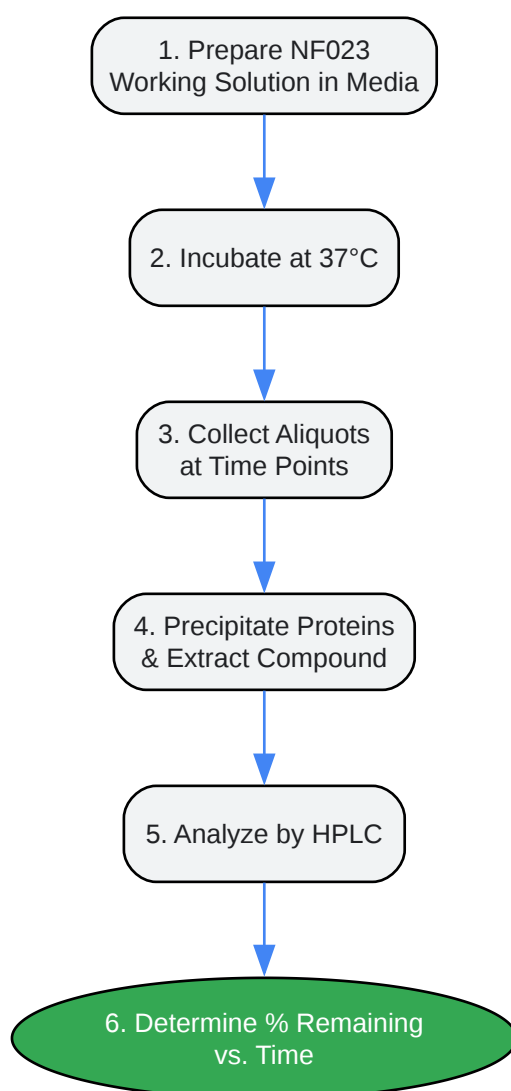 1. Prepare NF023
Working Solution in Media
2. Incubate at 37°C
3. Collect Aliquots
at Time Points
4. Precipitate Proteins
& Extract Compound
5. Analyze by HPLC
6. Determine % Remaining
vs. Time